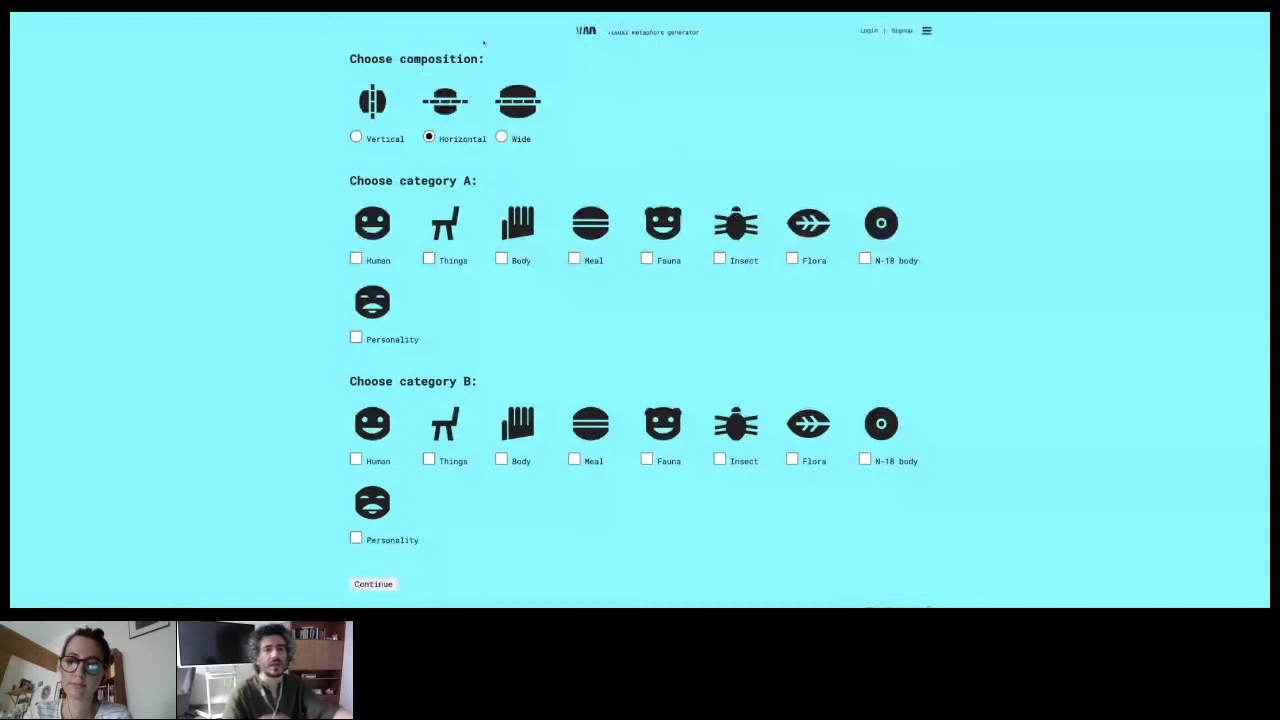 visual metaphors generator
Login | Signup
Choose composition:
Vertical Horizontal Wide
Choose category A:
Human Things Body Meal Fauna Insect Flora N-18 body
Personality
Choose category B:
Human Things Body Meal Fauna Insect Flora N-18 body
Personality
Continue